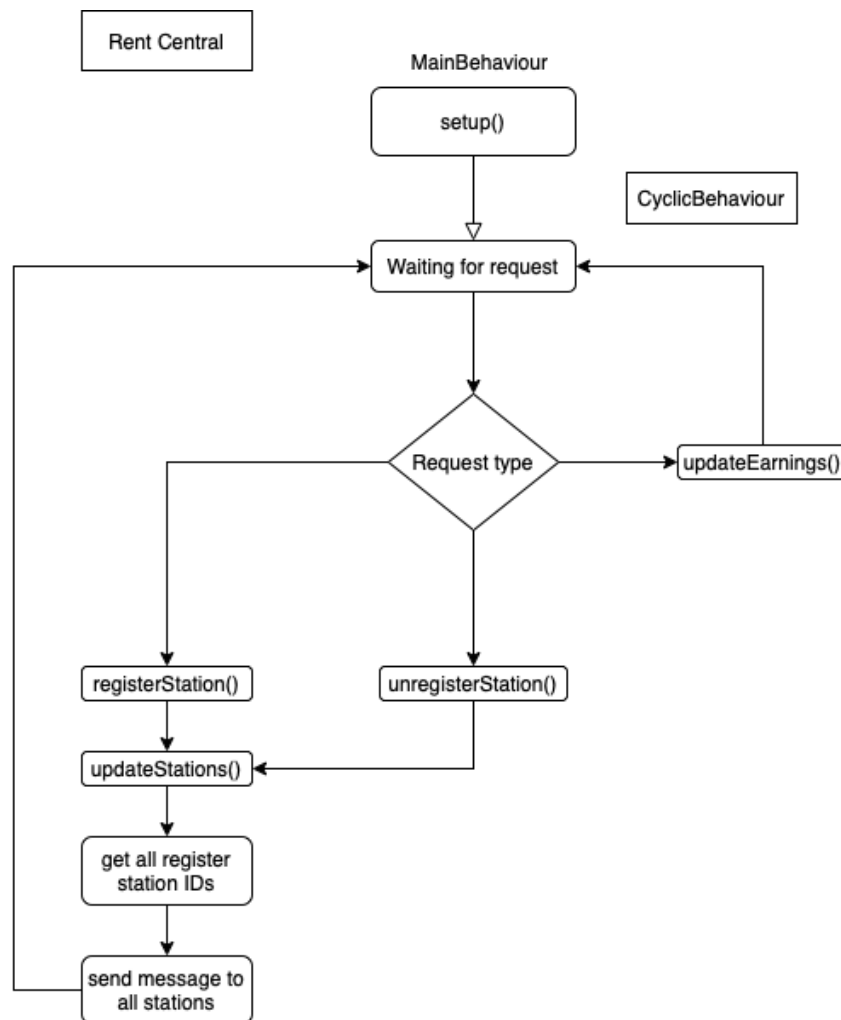 Rent Central
MainBehaviour
setup()
CyclicBehaviour
Waiting for request
Request type
updateEarnings()
registerStation()
unregisterStation()
updateStations()
get all register
station IDs
send message to
all stations